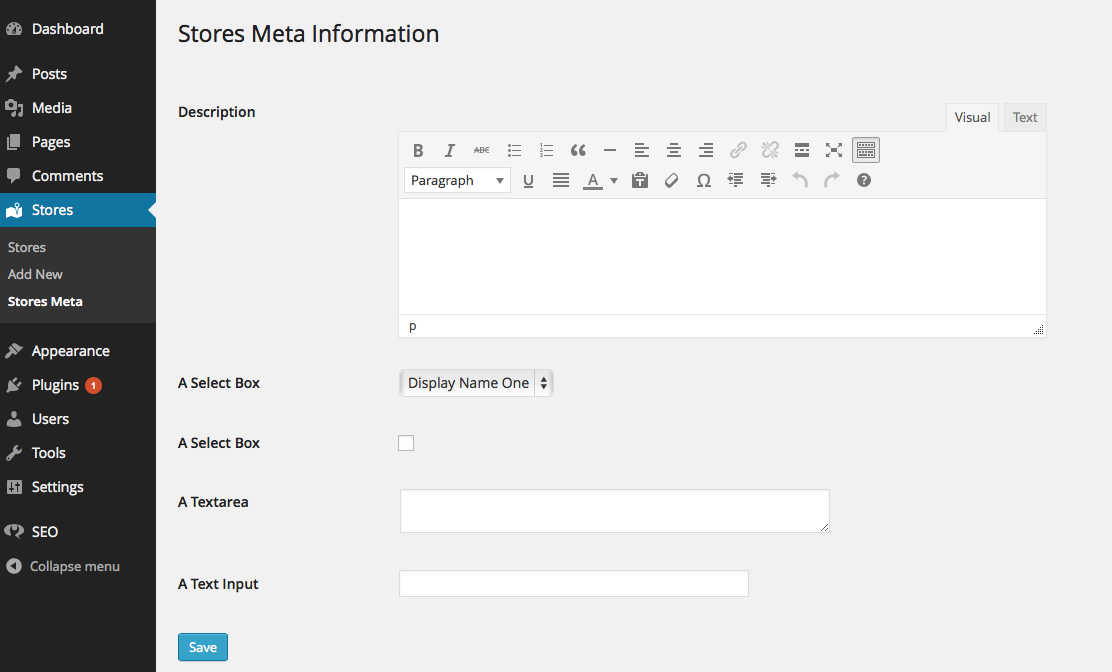 Dashboard
Posts
Media
Pages
Comments
Stores
Stores
Add New
Stores Meta
Appearance
Plugins 1
Users
Tools
Settings
SEO
Collapse menu
Stores Meta Information
Description
Visual Text
B I ABC
Paragraph U A Ω ?
p
A Select Box Display Name One
A Select Box
A Textarea
A Text Input
Save